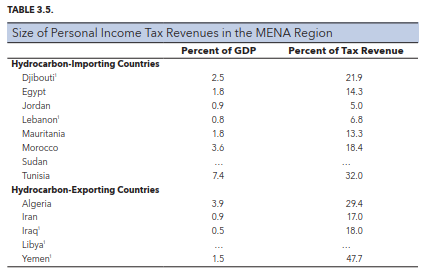 TABLE 3.5.
Size of Personal Income Tax Revenues in the MENA Region
Percent of GDP Percent of Tax Revenue
Hydrocarbon-Importing Countries
Djibouti¹ 2.5 21.9
Egypt 1.8 14.3
Jordan 0.9 5.0
Lebanon¹ 0.8 6.8
Mauritania 1.8 13.3
Morocco 3.6 18.4
Sudan ... ...
Tunisia 7.4 32.0
Hydrocarbon-Exporting Countries
Algeria 3.9 29.4
Iran 0.9 17.0
Iraq¹ 0.5 18.0
Libya¹ ... ...
Yemen¹ 1.5 47.7